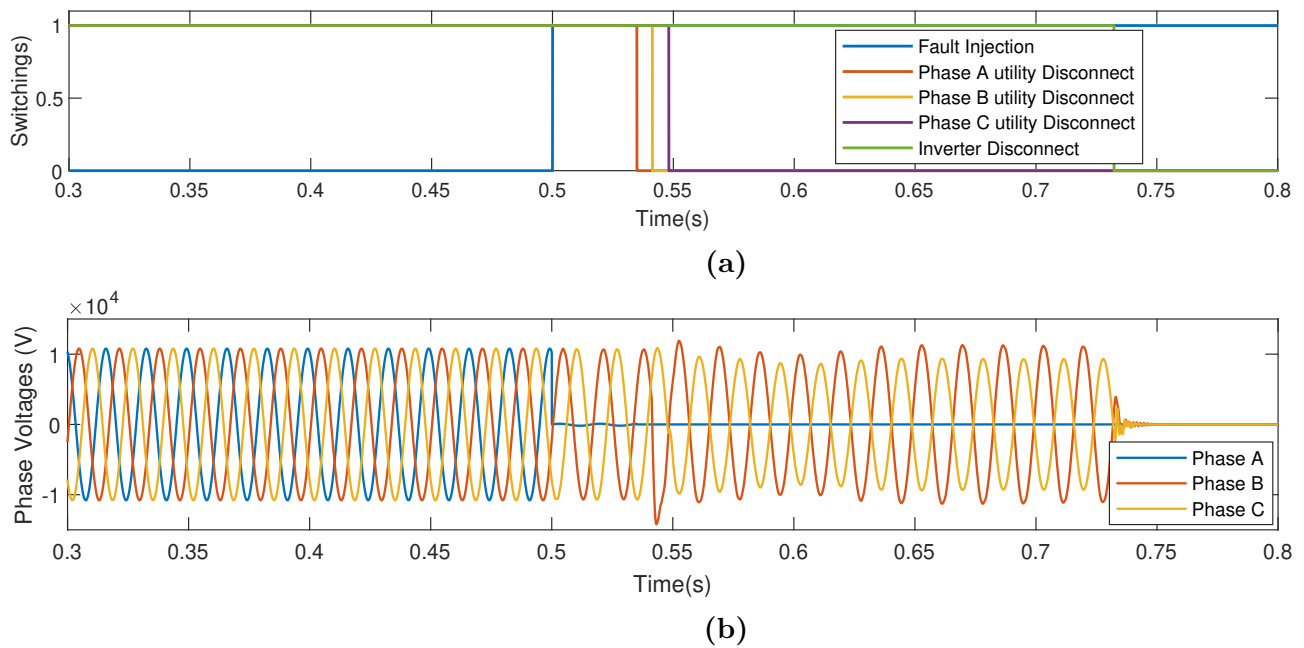 1
0.5
0
Switchings)
Fault Injection
Phase A utility Disconnect
Phase B utility Disconnect
Phase C utility Disconnect
Inverter Disconnect
0.3 0.35 0.4 0.45 0.5 0.55 0.6 0.65 0.7 0.75 0.8
Time(s)
(a)
× 10^4
1
0
-1
Phase Voltages (V)
Phase A
Phase B
Phase C
0.3 0.35 0.4 0.45 0.5 0.55 0.6 0.65 0.7 0.75 0.8
Time(s)
(b)